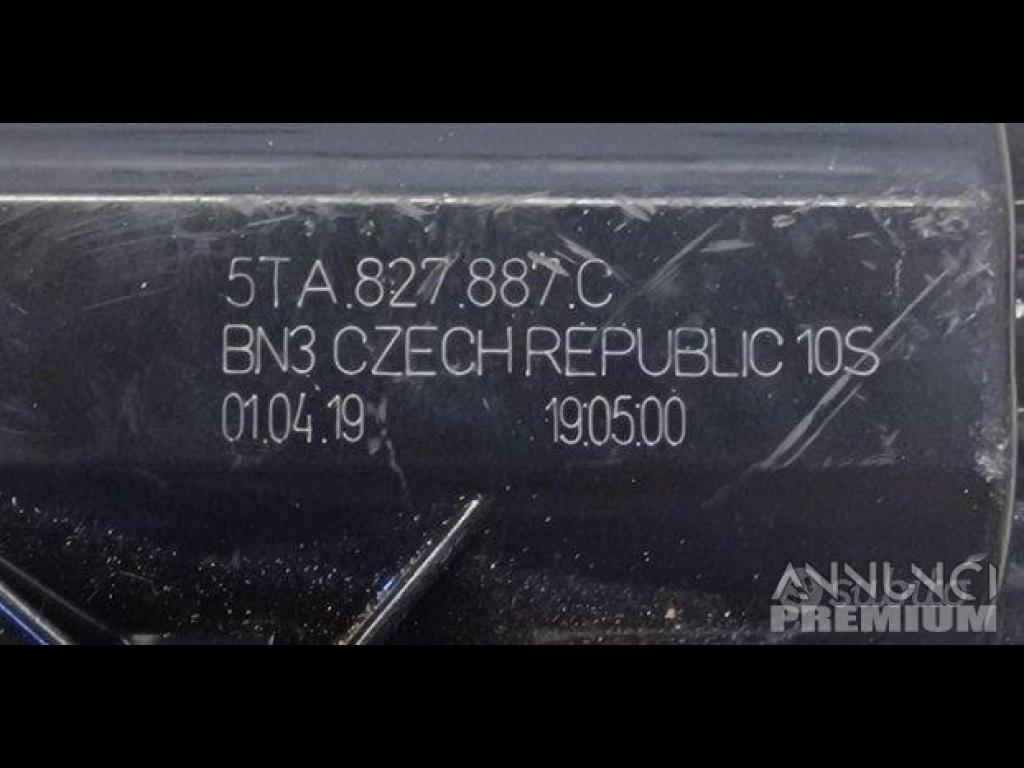 5TA.827.887.C
BN3 CZECH REPUBLIC 10S
01.04.19 19:05:00
ANNUNCI
PREMIUM